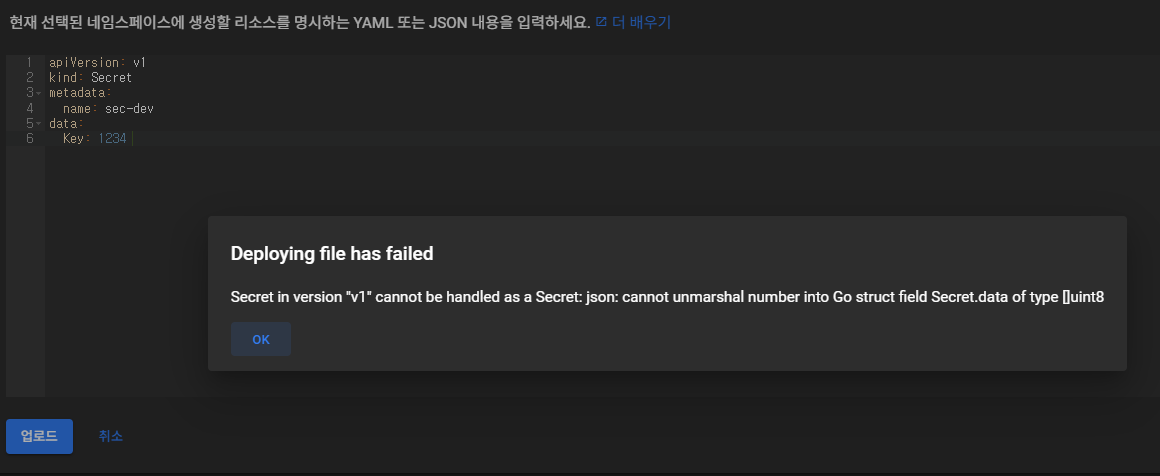 현재 선택된 네임스페이스에 생성할 리소스를 명시하는 YAML 또는 JSON 내용을 입력하세요. 더 배우기
1 apiVersion: v1
2 kind: Secret
3 metadata:
4   name: sec-dev
5 data:
6   Key: 1234
Deploying file has failed
Secret in version "v1" cannot be handled as a Secret: json: cannot unmarshal number into Go struct field Secret.data of type []uint8
OK
업로드 취소